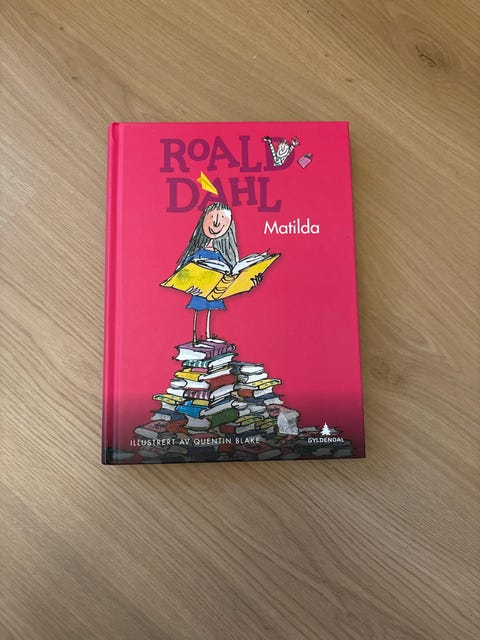 ROALD
DAHL
Matilda
ILLUSTRERT AV QUENTIN BLAKE
GYLDENDAL